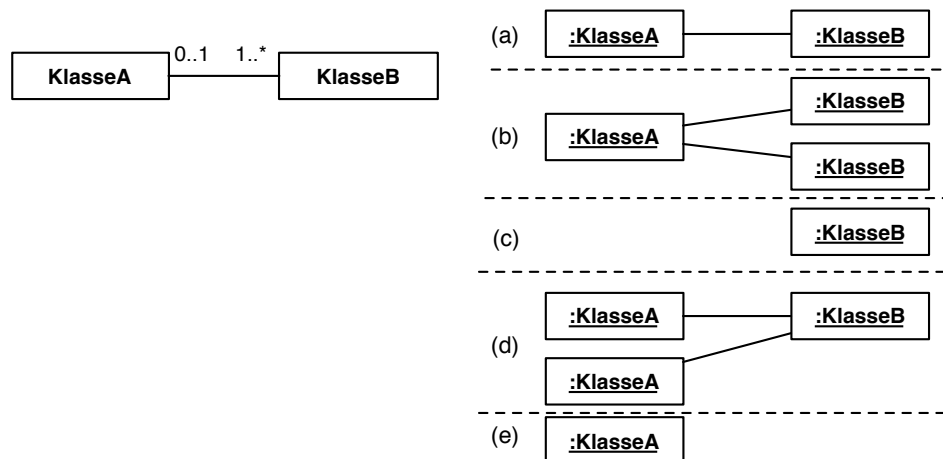 0..1 1..*
KlasseA KlasseB
(a) :KlasseA :KlasseB
(b) :KlasseA :KlasseB
:KlasseB
(c) :KlasseB
(d) :KlasseA :KlasseB
:KlasseA
(e) :KlasseA